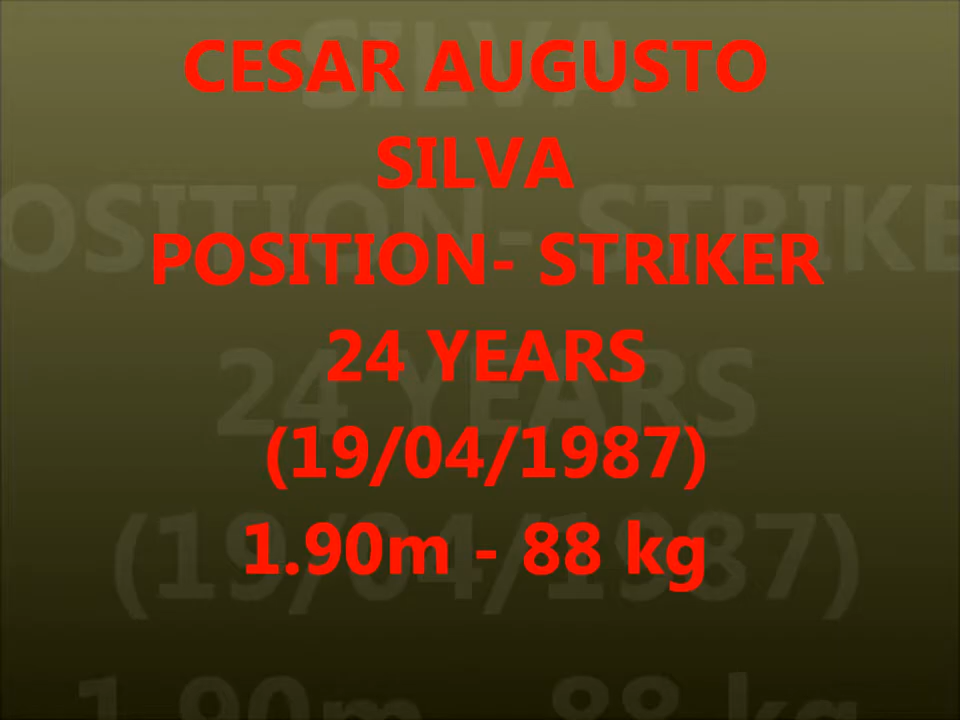 CESAR AUGUSTO
SILVA
POSITION- STRIKER
24 YEARS
(19/04/1987)
1.90m - 88 kg